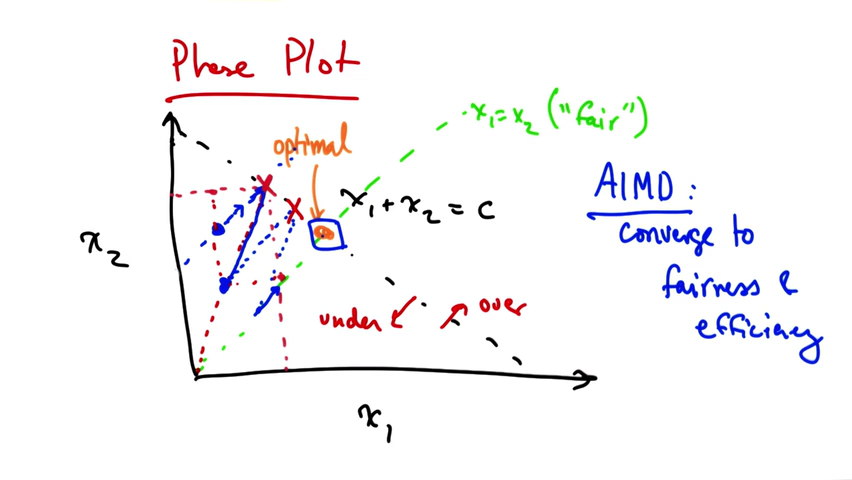 Phase Plot
x₁ = x₂ ("fair")
optimal
x₁ + x₂ = c
AIMD:
converge to
fairness &
efficiency
x₂
under
over
x₁